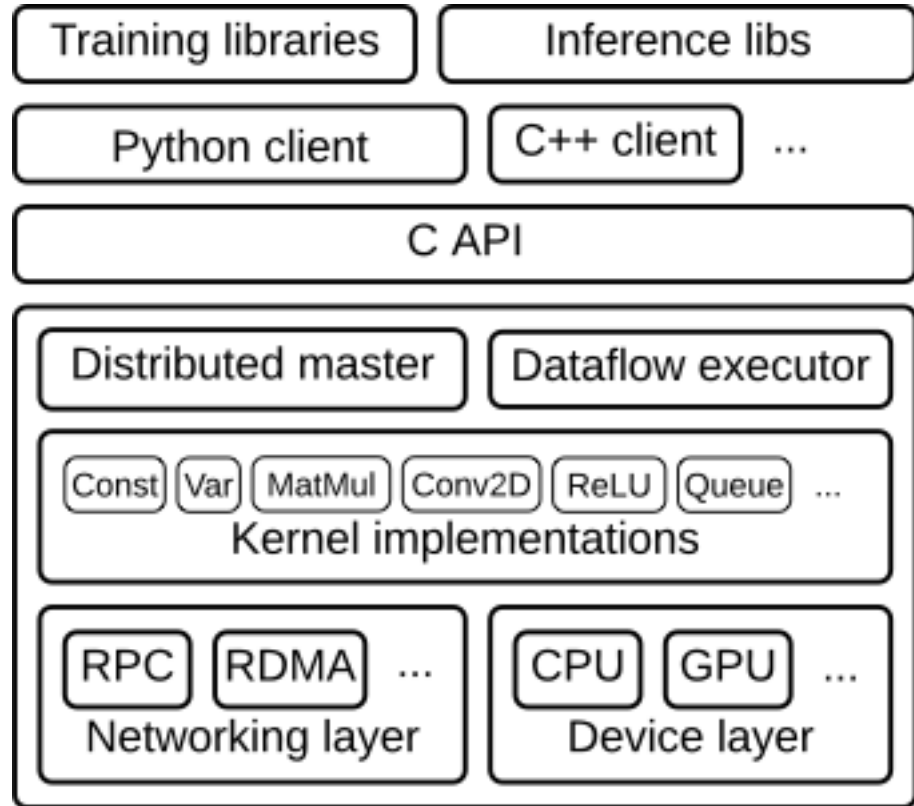 Training libraries Inference libs
Python client C++ client ...
C API
Distributed master Dataflow executor
Const Var MatMul Conv2D ReLU Queue ...
Kernel implementations
RPC RDMA ... CPU GPU ...
Networking layer Device layer